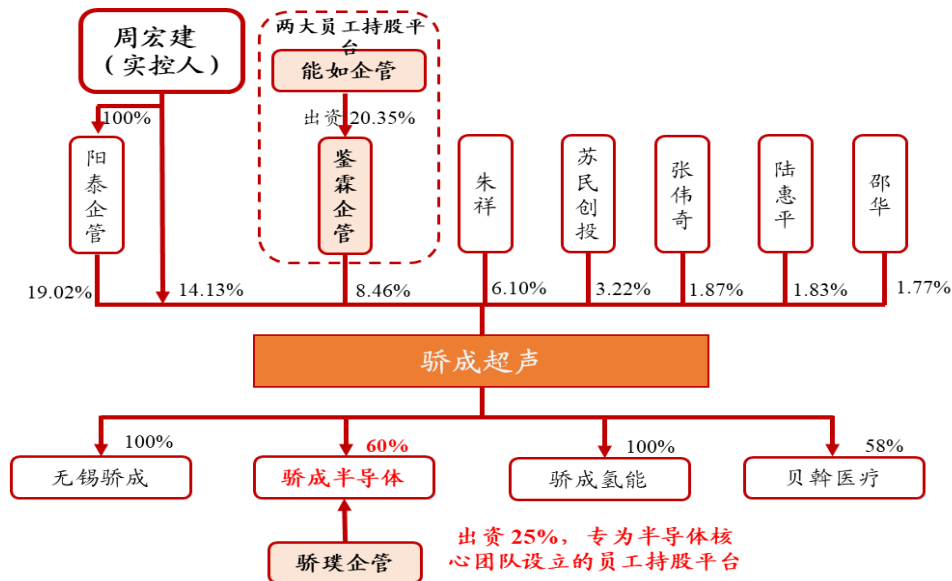 周宏建
（实控人）
两大员工持股平
台
能如企管
100%
出资 20.35%
阳泰企管
鉴霖企管
朱祥
苏民创投
张伟奇
陆惠平
邵华
19.02%
14.13%
8.46%
6.10%
3.22%
1.87%
1.83%
1.77%
骄成超声
100%
60%
100%
58%
无锡骄成
骄成半导体
骄成氢能
贝斡医疗
骄璞企管
出资 25%，专为半导体核
心团队设立的员工持股平台